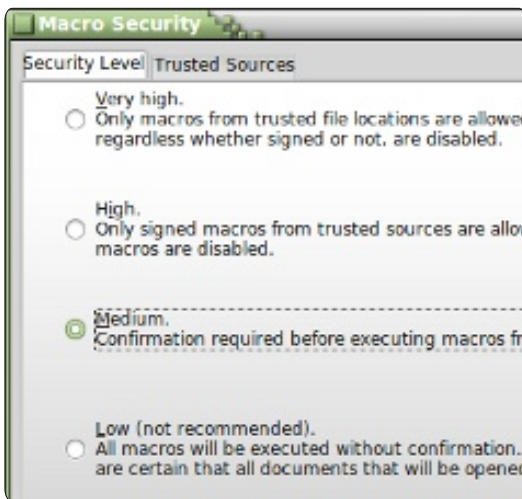 Macro Security
Security Level Trusted Sources
Very high.
Only macros from trusted file locations are allowed
regardless whether signed or not, are disabled.
High.
Only signed macros from trusted sources are allo
macros are disabled.
Medium.
Confirmation required before executing macros fr
Low (not recommended).
All macros will be executed without confirmation.
are certain that all documents that will be opened